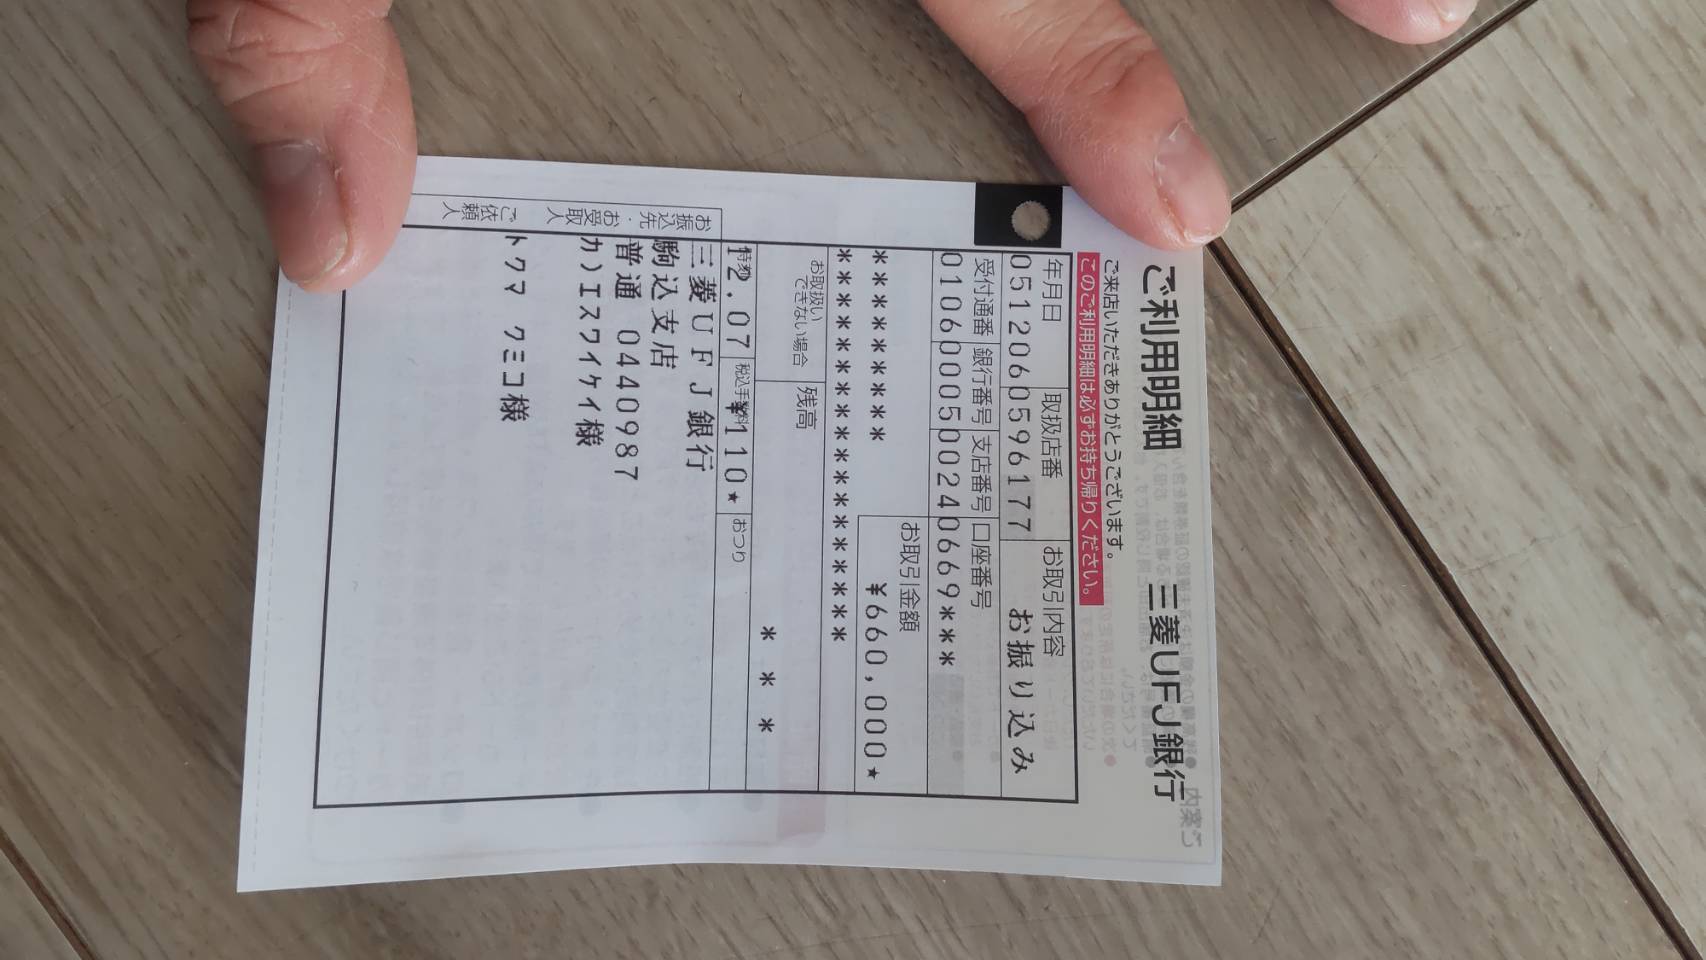 ご利用明細 三菱UFJ銀行
ご来店いただきありがとうございます。
このご利用明細は必ずお持ち帰りください。
年月日 取扱店番 お取引内容
051206 0596177 お振り込み
受付通番 銀行番号 支店番号 口座番号
0106 0005 0024 0669***
お取引金額
******** ¥660,000★
*****************
お取扱いできない場合 残高
* * *
時刻 税込手数料 おつり
12.07 ¥110★
お振込先・お受取人
三菱UFJ銀行
駒込支店
普通 0440987
カ)エスワイケイ様
ご依頼人
トクマ クミコ様